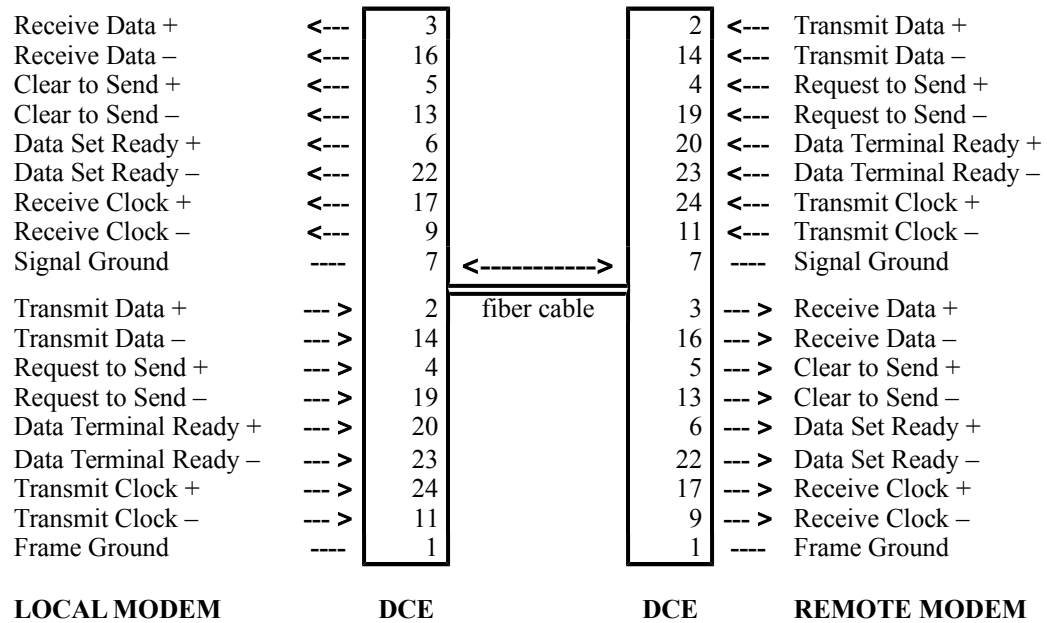 Receive Data + <--- 3 2 <--- Transmit Data +
Receive Data – <--- 16 14 <--- Transmit Data –
Clear to Send + <--- 5 4 <--- Request to Send +
Clear to Send – <--- 13 19 <--- Request to Send –
Data Set Ready + <--- 6 20 <--- Data Terminal Ready +
Data Set Ready – <--- 22 23 <--- Data Terminal Ready –
Receive Clock + <--- 17 24 <--- Transmit Clock +
Receive Clock – <--- 9 11 <--- Transmit Clock –
Signal Ground ---- 7 <-----------> 7 ---- Signal Ground
fiber cable
Transmit Data + --- > 2 3 --- > Receive Data +
Transmit Data – --- > 14 16 --- > Receive Data –
Request to Send + --- > 4 5 --- > Clear to Send +
Request to Send – --- > 19 13 --- > Clear to Send –
Data Terminal Ready + --- > 20 6 --- > Data Set Ready +
Data Terminal Ready – --- > 23 22 --- > Data Set Ready –
Transmit Clock + --- > 24 17 --- > Receive Clock +
Transmit Clock – --- > 11 9 --- > Receive Clock –
Frame Ground ---- 1 1 ---- Frame Ground
LOCAL MODEM DCE DCE REMOTE MODEM